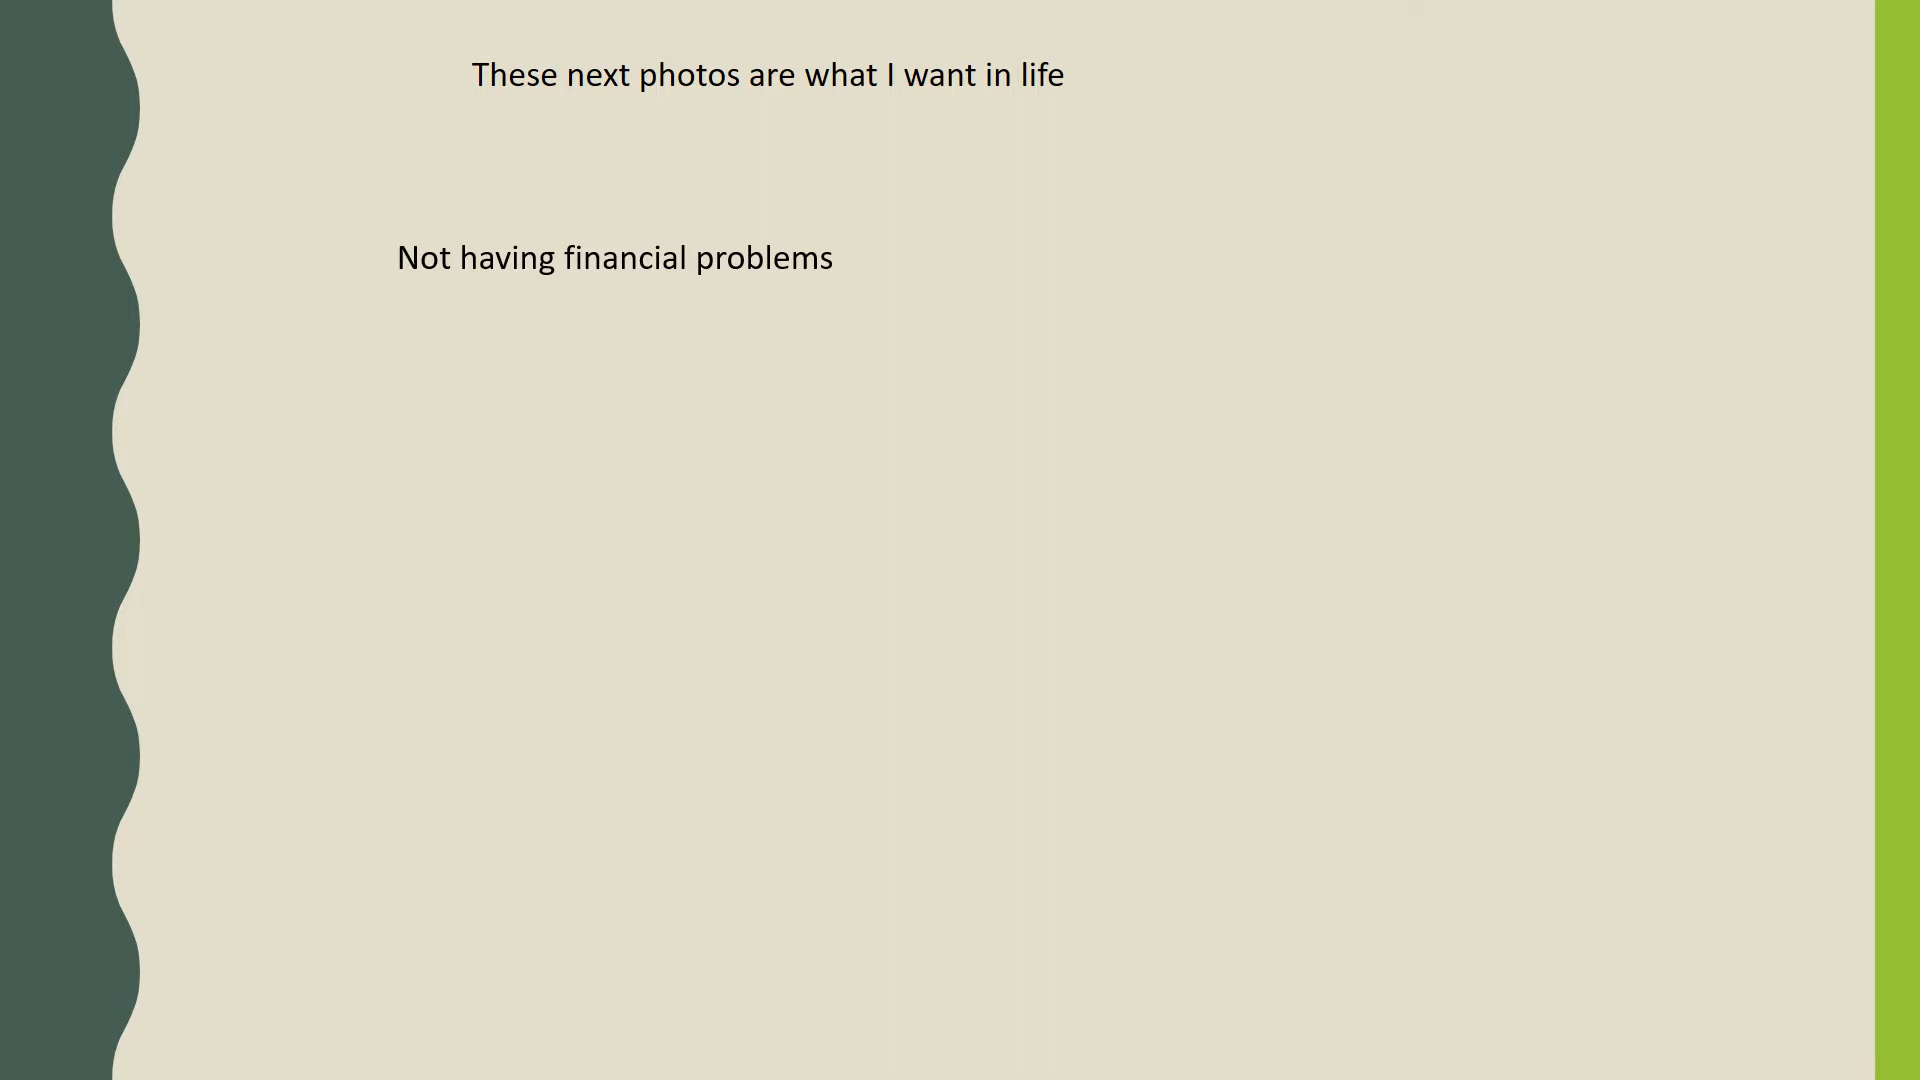 These next photos are what I want in life
Not having financial problems